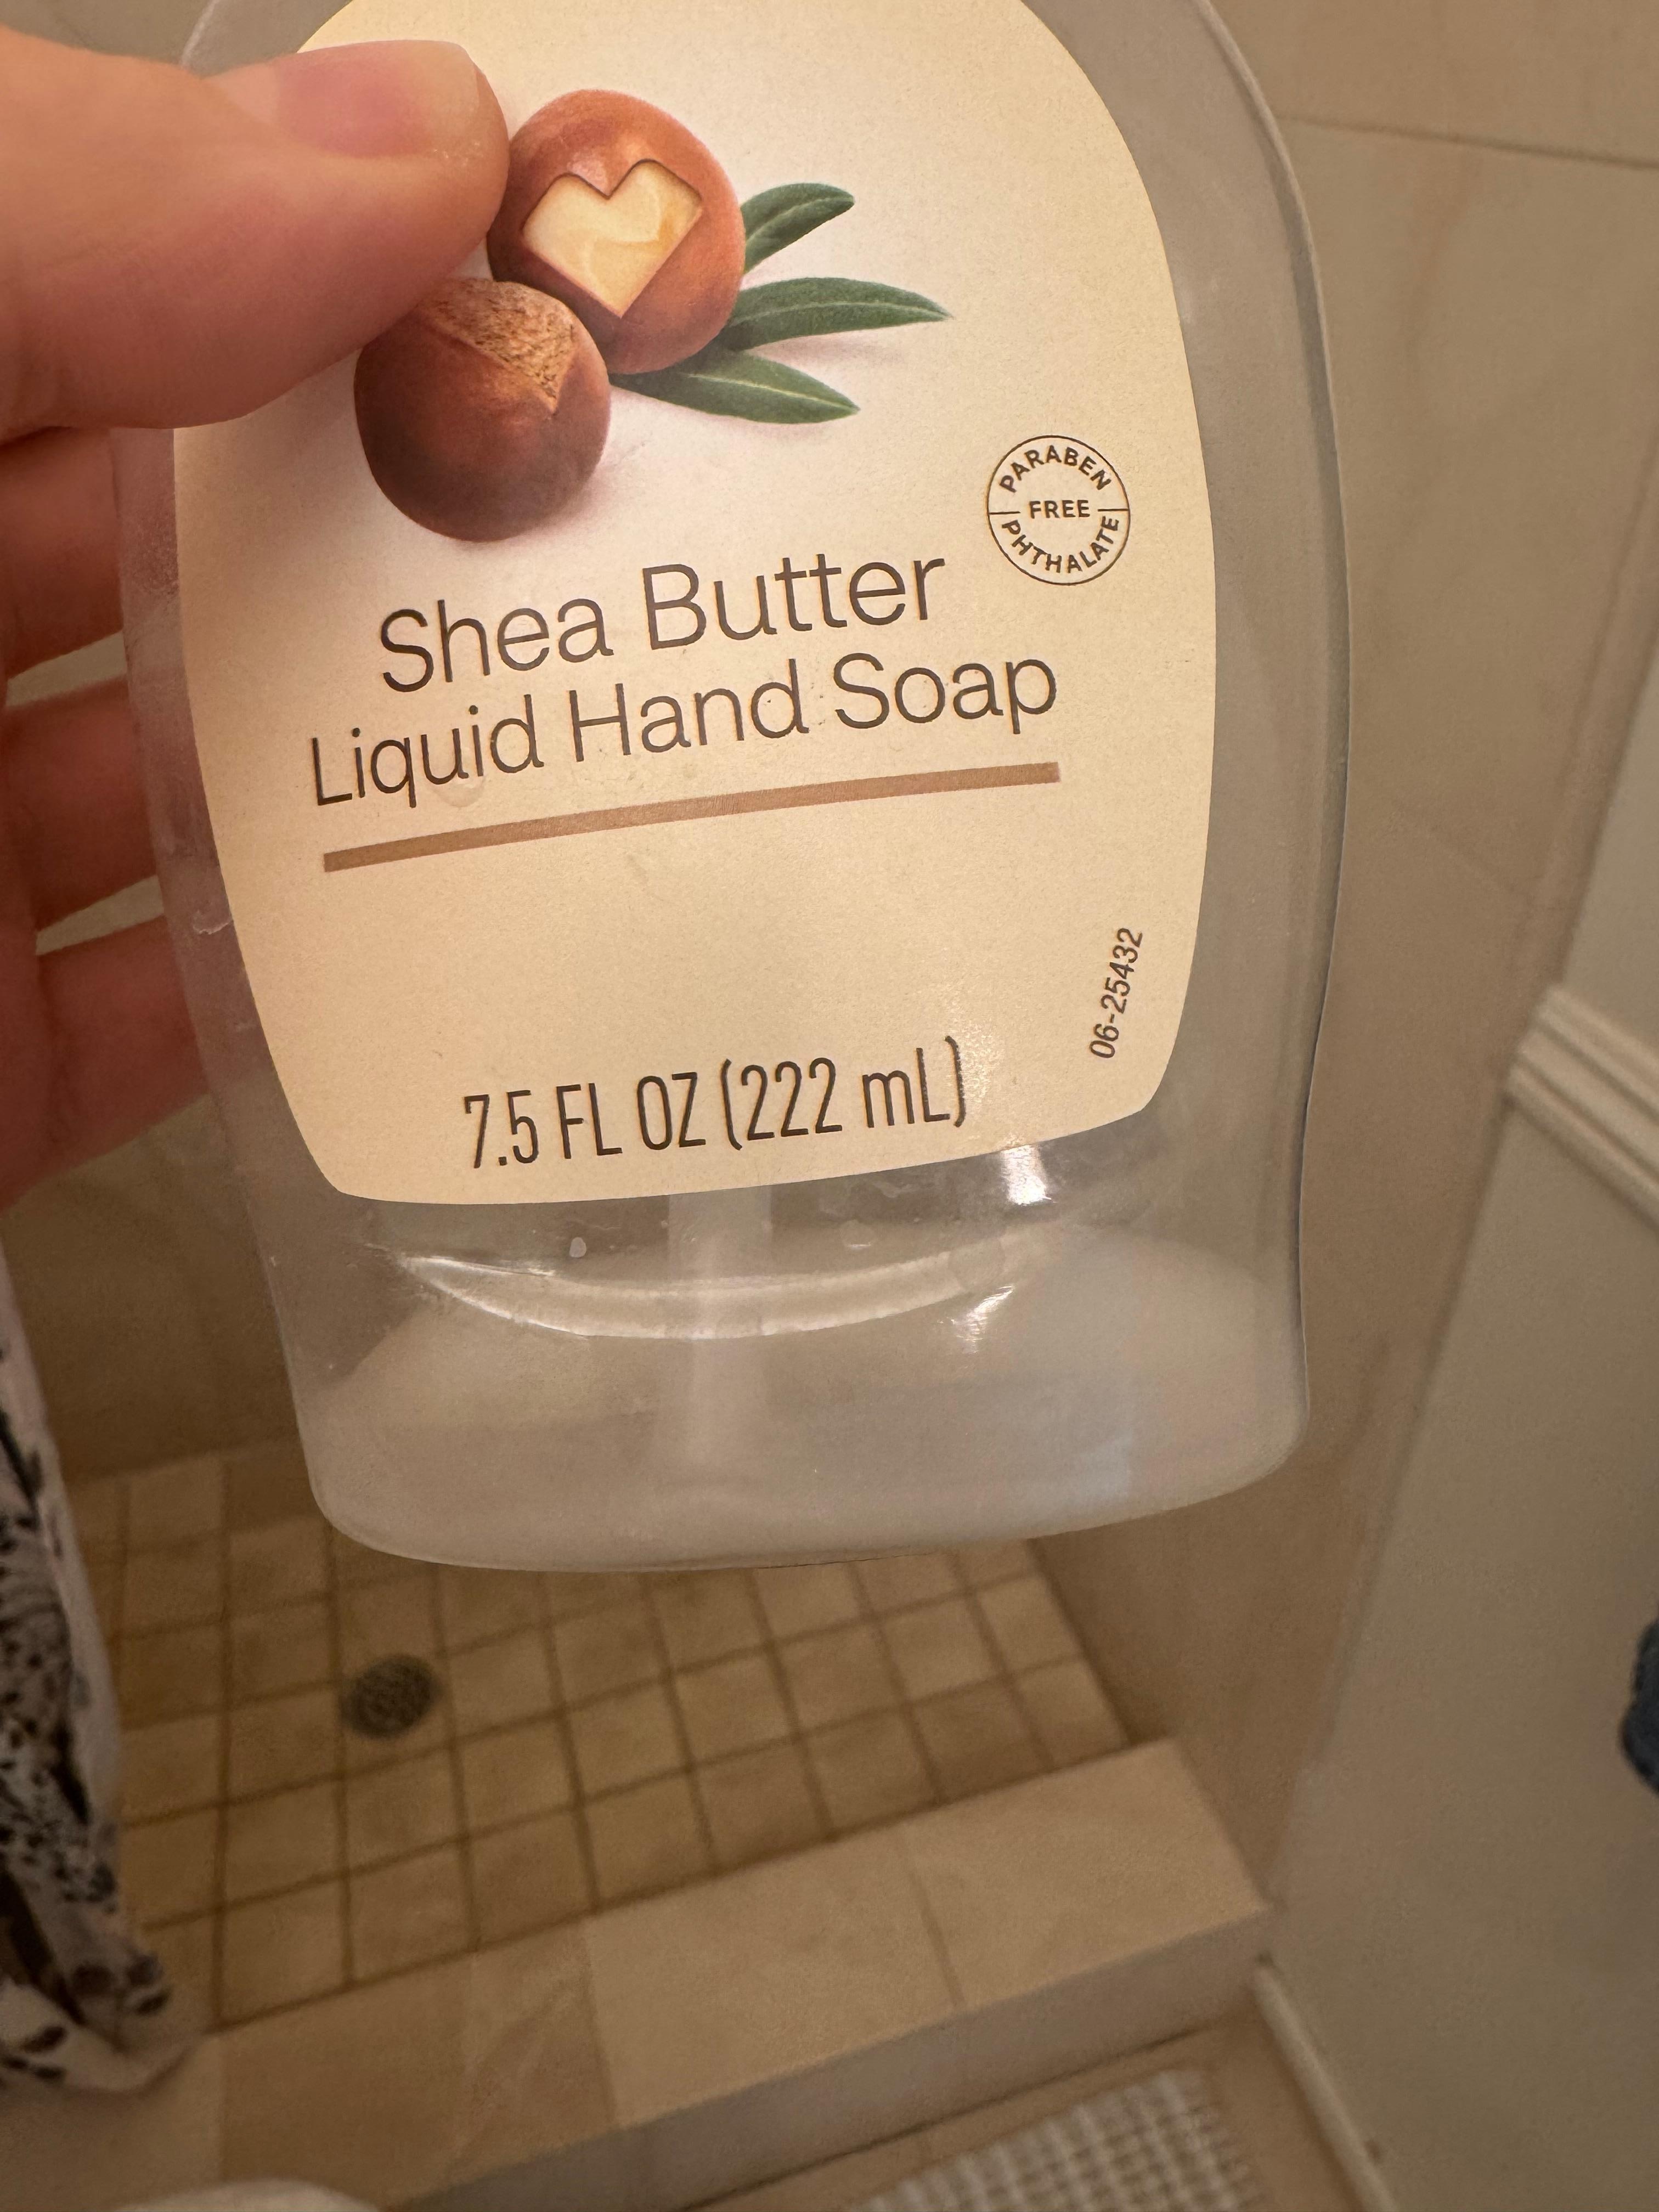 PARABEN
FREE
PHTHALATE
Shea Butter
Liquid Hand Soap
06-25432
7.5 FL OZ (222 mL)